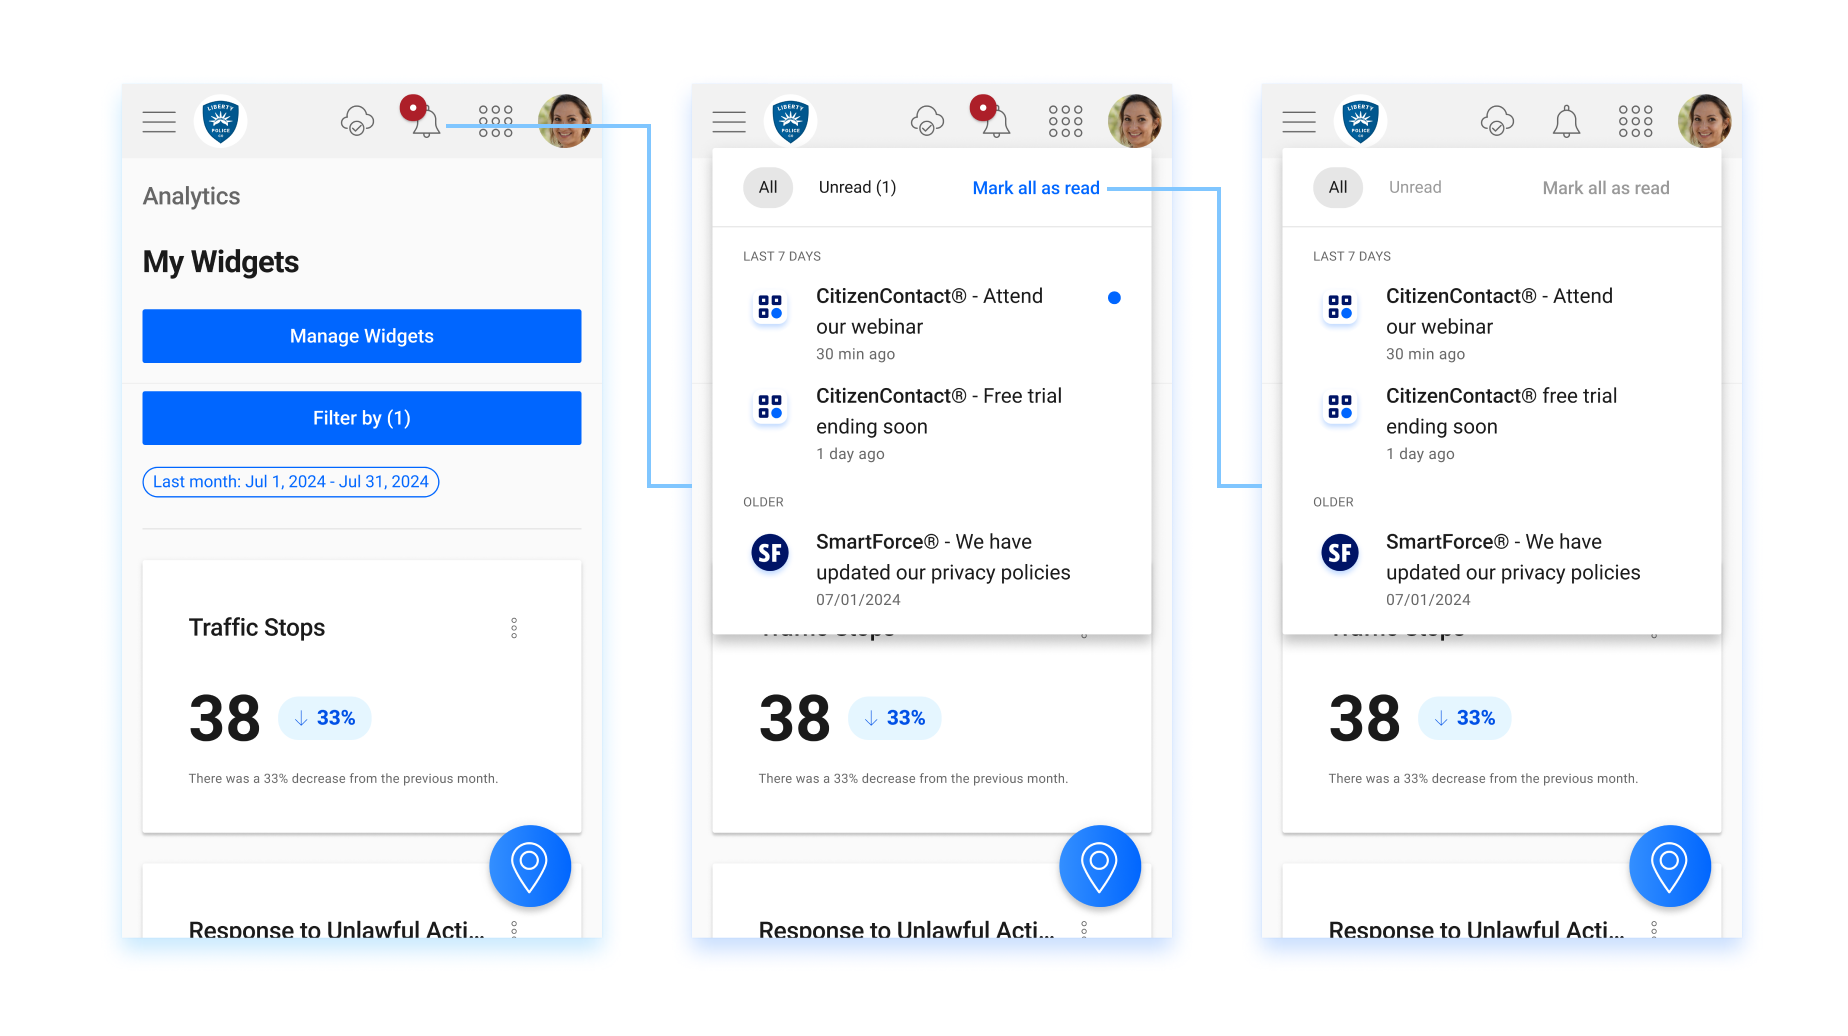 LIBERTY
POLICE
CO
Analytics
My Widgets
Manage Widgets
Filter by (1)
Last month: Jul 1, 2024 - Jul 31, 2024
Traffic Stops
38
33%
There was a 33% decrease from the previous month.
Response to Unlawful Acti...
LIBERTY
POLICE
CO
All
Unread (1)
Mark all as read
LAST 7 DAYS
CitizenContact® - Attend
our webinar
30 min ago
CitizenContact® - Free trial
ending soon
1 day ago
OLDER
SF
SmartForce® - We have
updated our privacy policies
07/01/2024
Traffic Stops
38
33%
There was a 33% decrease from the previous month.
Response to Unlawful Acti...
LIBERTY
POLICE
CO
All
Unread
Mark all as read
LAST 7 DAYS
CitizenContact® - Attend
our webinar
30 min ago
CitizenContact® free trial
ending soon
1 day ago
OLDER
SF
SmartForce® - We have
updated our privacy policies
07/01/2024
Traffic Stops
38
33%
There was a 33% decrease from the previous month.
Response to Unlawful Acti...